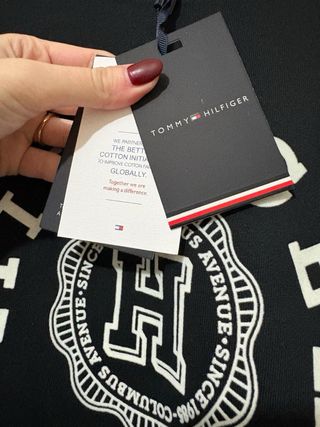 TOMMY HILFIGER
WE PARTNER
THE BETT
COTTON INITIA
TO IMPROVE COTTON FA
GLOBALLY.
Together we are
making a difference.
H
COLUMBUS AVENUE · SINCE 1985 · COLUMBUS AVENUE · SINCE